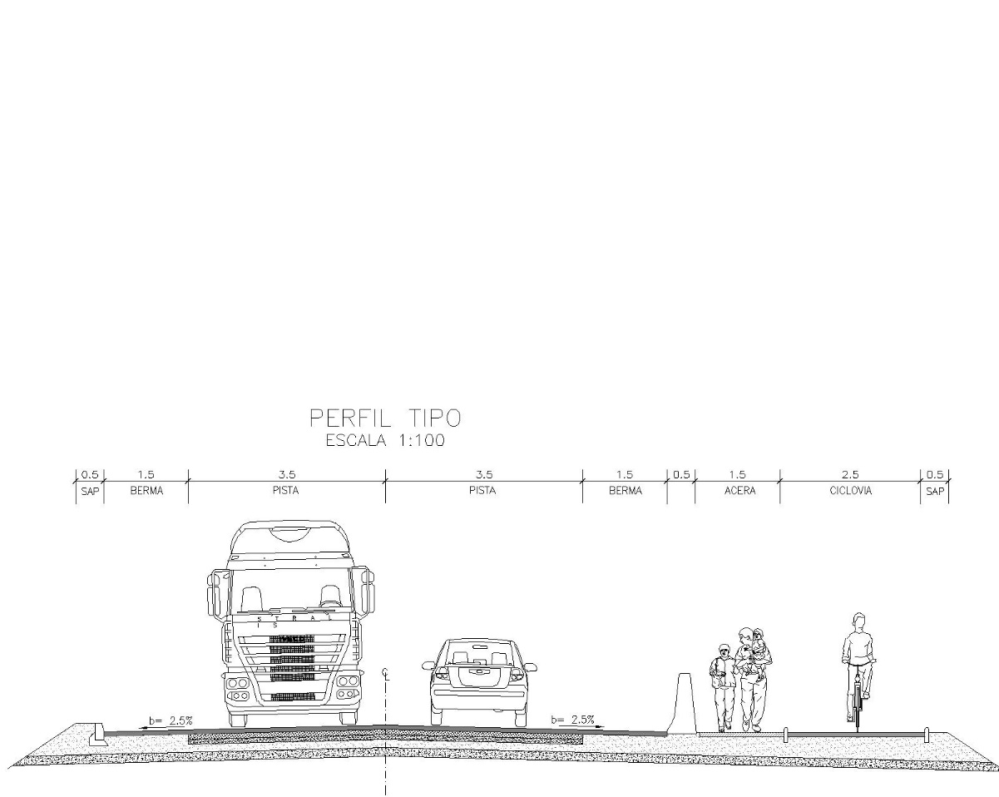 PERFIL TIPO
ESCALA 1:100
0.5 1.5 3.5 3.5 1.5 0.5 1.5 2.5 0.5
SAP BERMA PISTA PISTA BERMA ACERA CICLOVIA SAP
S T R A L
I S
b= 2.5% b= 2.5%